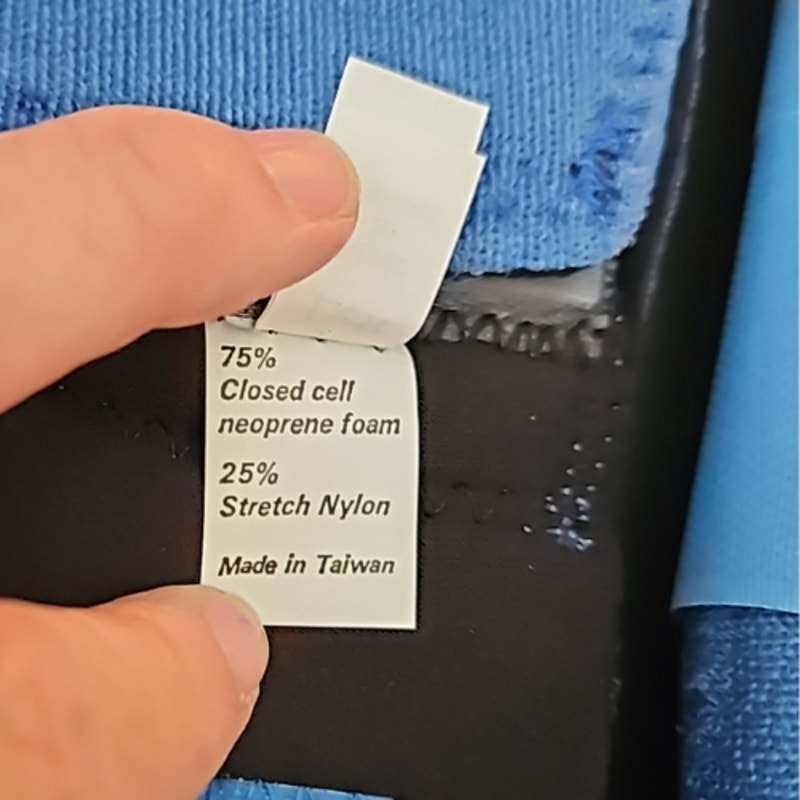 75%
Closed cell
neoprene foam
25%
Stretch Nylon
Made in Taiwan